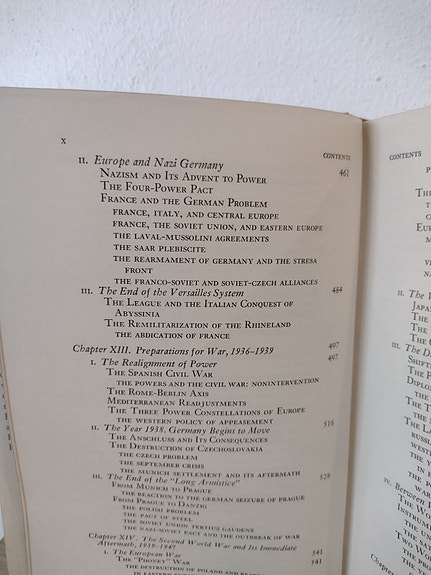 x
CONTENTS
II. Europe and Nazi Germany 461
NAZISM AND ITS ADVENT TO POWER
THE FOUR-POWER PACT
FRANCE AND THE GERMAN PROBLEM
FRANCE, ITALY, AND CENTRAL EUROPE
FRANCE, THE SOVIET UNION, AND EASTERN EUROPE
THE LAVAL-MUSSOLINI AGREEMENTS
THE SAAR PLEBISCITE
THE REARMAMENT OF GERMANY AND THE STRESA
FRONT
THE FRANCO-SOVIET AND SOVIET-CZECH ALLIANCES
III. The End of the Versailles System 484
THE LEAGUE AND THE ITALIAN CONQUEST OF
ABYSSINIA
THE REMILITARIZATION OF THE RHINELAND
THE ABDICATION OF FRANCE
Chapter XIII. Preparations for War, 1936-1939 497
I. The Realignment of Power 497
THE SPANISH CIVIL WAR
THE POWERS AND THE CIVIL WAR: NONINTERVENTION
THE ROME-BERLIN AXIS
MEDITERRANEAN READJUSTMENTS
THE THREE POWER CONSTELLATIONS OF EUROPE
THE WESTERN POLICY OF APPEASEMENT
II. The Year 1938. Germany Begins to Move 516
THE ANSCHLUSS AND ITS CONSEQUENCES
THE DESTRUCTION OF CZECHOSLOVAKIA
THE CZECH PROBLEM
THE SEPTEMBER CRISIS
THE MUNICH SETTLEMENT AND ITS AFTERMATH
III. The End of the "Long Armistice" 528
FROM MUNICH TO PRAGUE
THE REACTION TO THE GERMAN SEIZURE OF PRAGUE
FROM PRAGUE TO DANZIG
THE POLISH PROBLEM
THE PACT OF STEEL
THE SOVIET UNION TERTIUS GAUDENS
THE NAZI-SOVIET PACT AND THE OUTBREAK OF WAR
Chapter XIV. The Second World War and Its Immediate
Aftermath, 1939-1947 541
I. The European War 541
THE "PHONEY" WAR
THE DESTRUCTION OF POLAND AND
IN EASTERN
CONTENTS